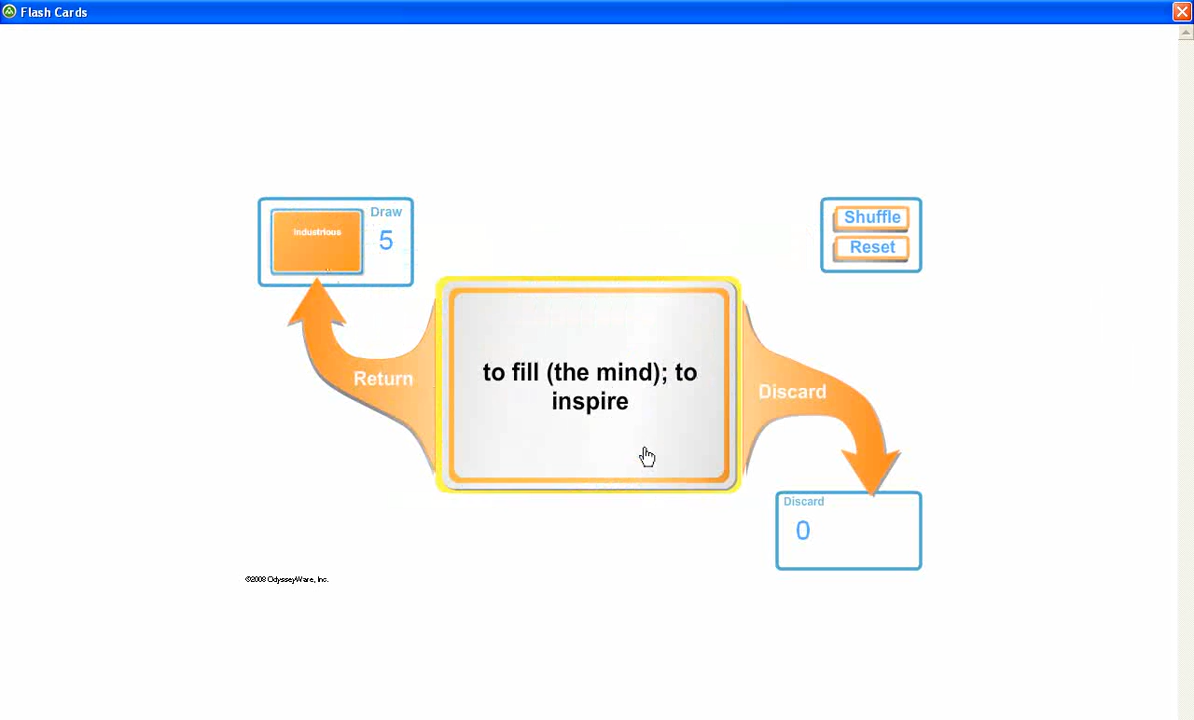 Flash Cards
Industrious
Draw
5
Shuffle
Reset
to fill (the mind); to
inspire
Return
Discard
Discard
0
©2008 OdysseyWare, Inc.